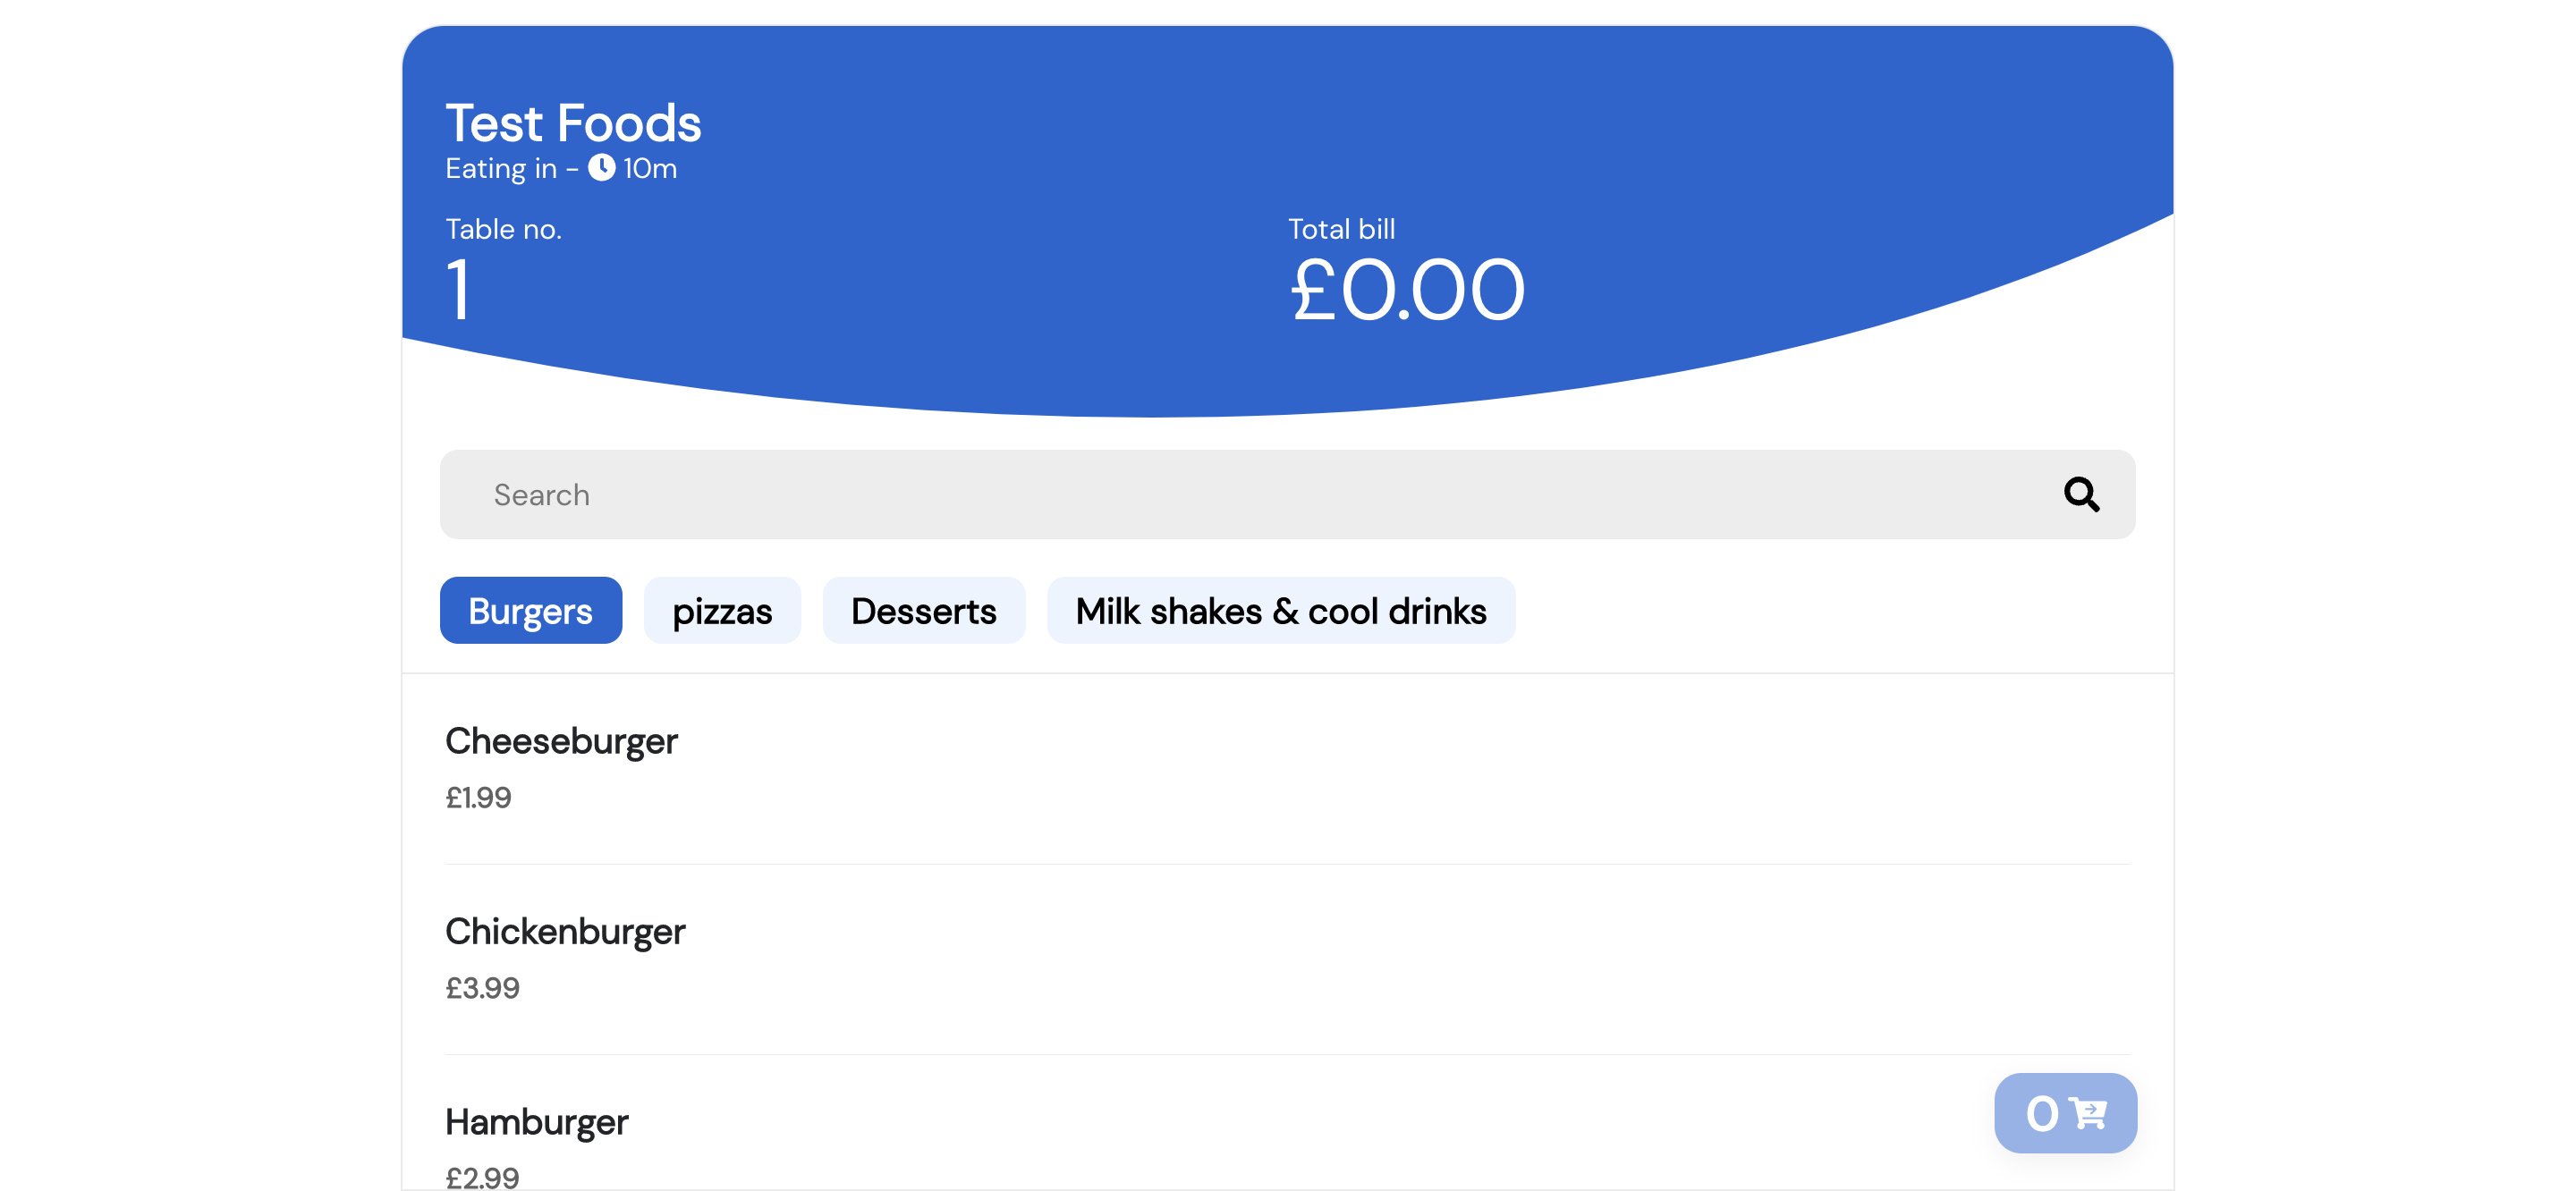 Test Foods
Eating in - 10m
Table no.
1
Total bill
£0.00
Search
Burgers
pizzas
Desserts
Milk shakes & cool drinks
Cheeseburger
£1.99
Chickenburger
£3.99
Hamburger
£2.99
0